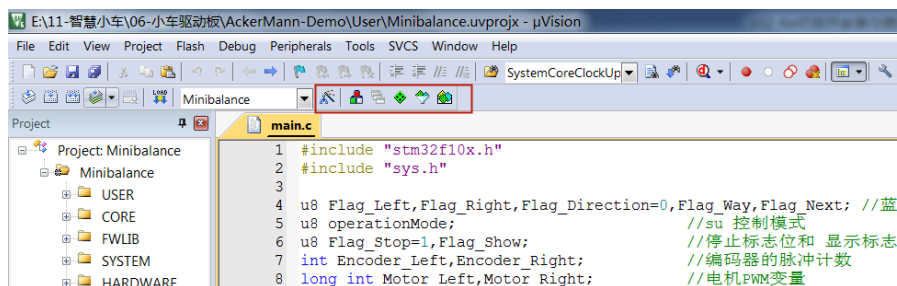 E:\11-智慧小车\06-小车驱动板\AckerMann-Demo\User\Minibalance.uvprojx - µVision
File Edit View Project Flash Debug Peripherals Tools SVCS Window Help
SystemCoreClockUp
LOAD Minibalance
Project main.c
Project: Minibalance
Minibalance
USER
CORE
FWLIB
SYSTEM
HARDWARE
1 #include "stm32f10x.h"
2 #include "sys.h"
3
4 u8 Flag_Left,Flag_Right,Flag_Direction=0,Flag_Way,Flag_Next; //蓝
5 u8 operationMode; //su 控制模式
6 u8 Flag_Stop=1,Flag_Show; //停止标志位和 显示标志
7 int Encoder_Left,Encoder_Right; //编码器的脉冲计数
8 long int Motor_Left,Motor_Right; //电机PWM变量